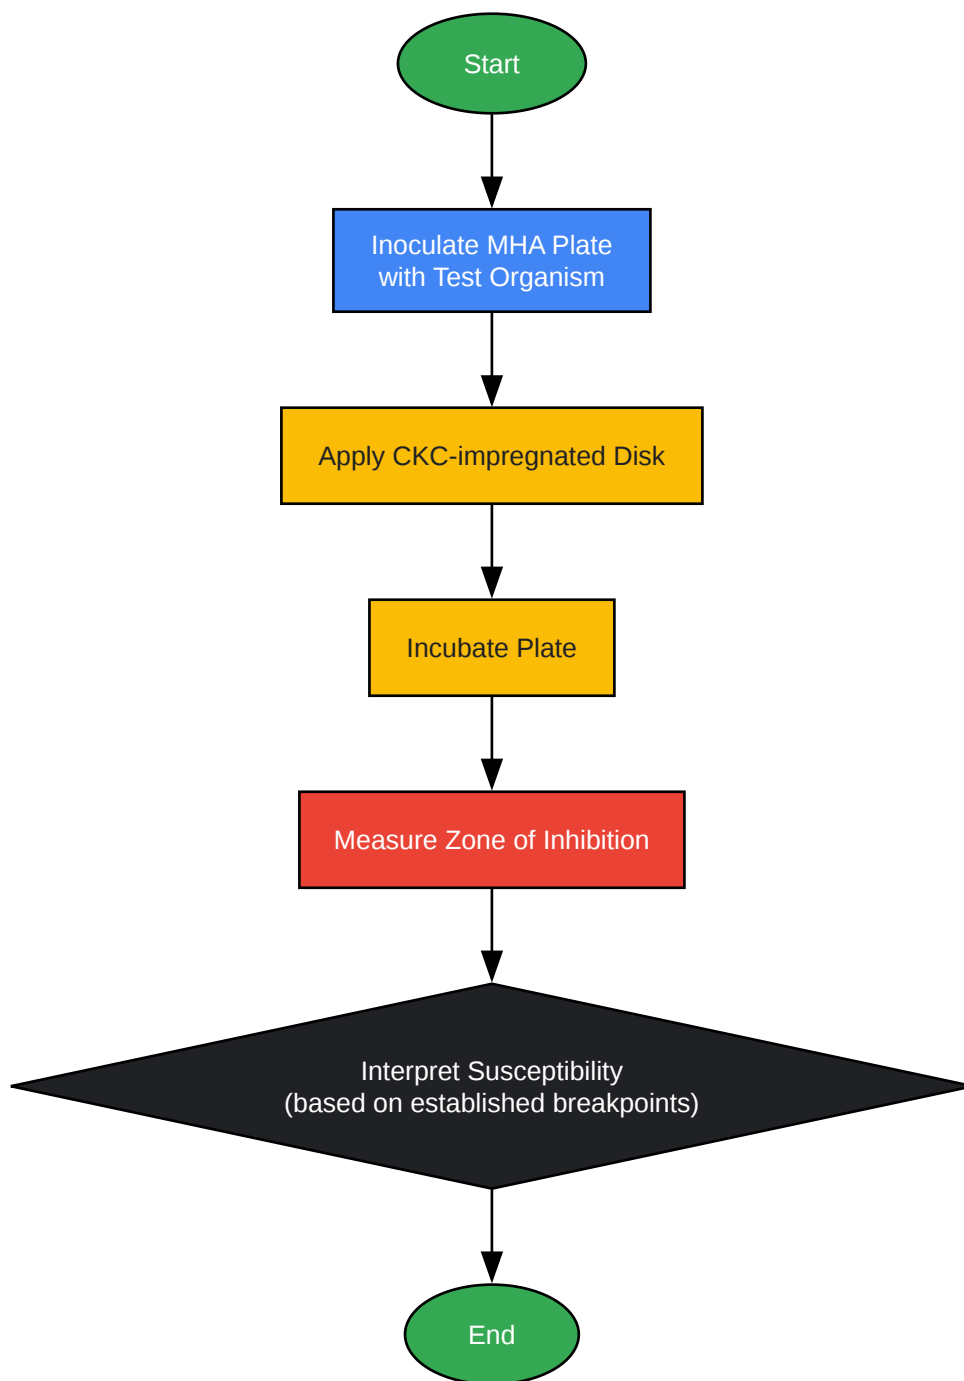 Start
Inoculate MHA Plate
with Test Organism
Apply CKC-impregnated Disk
Incubate Plate
Measure Zone of Inhibition
Interpret Susceptibility
(based on established breakpoints)
End